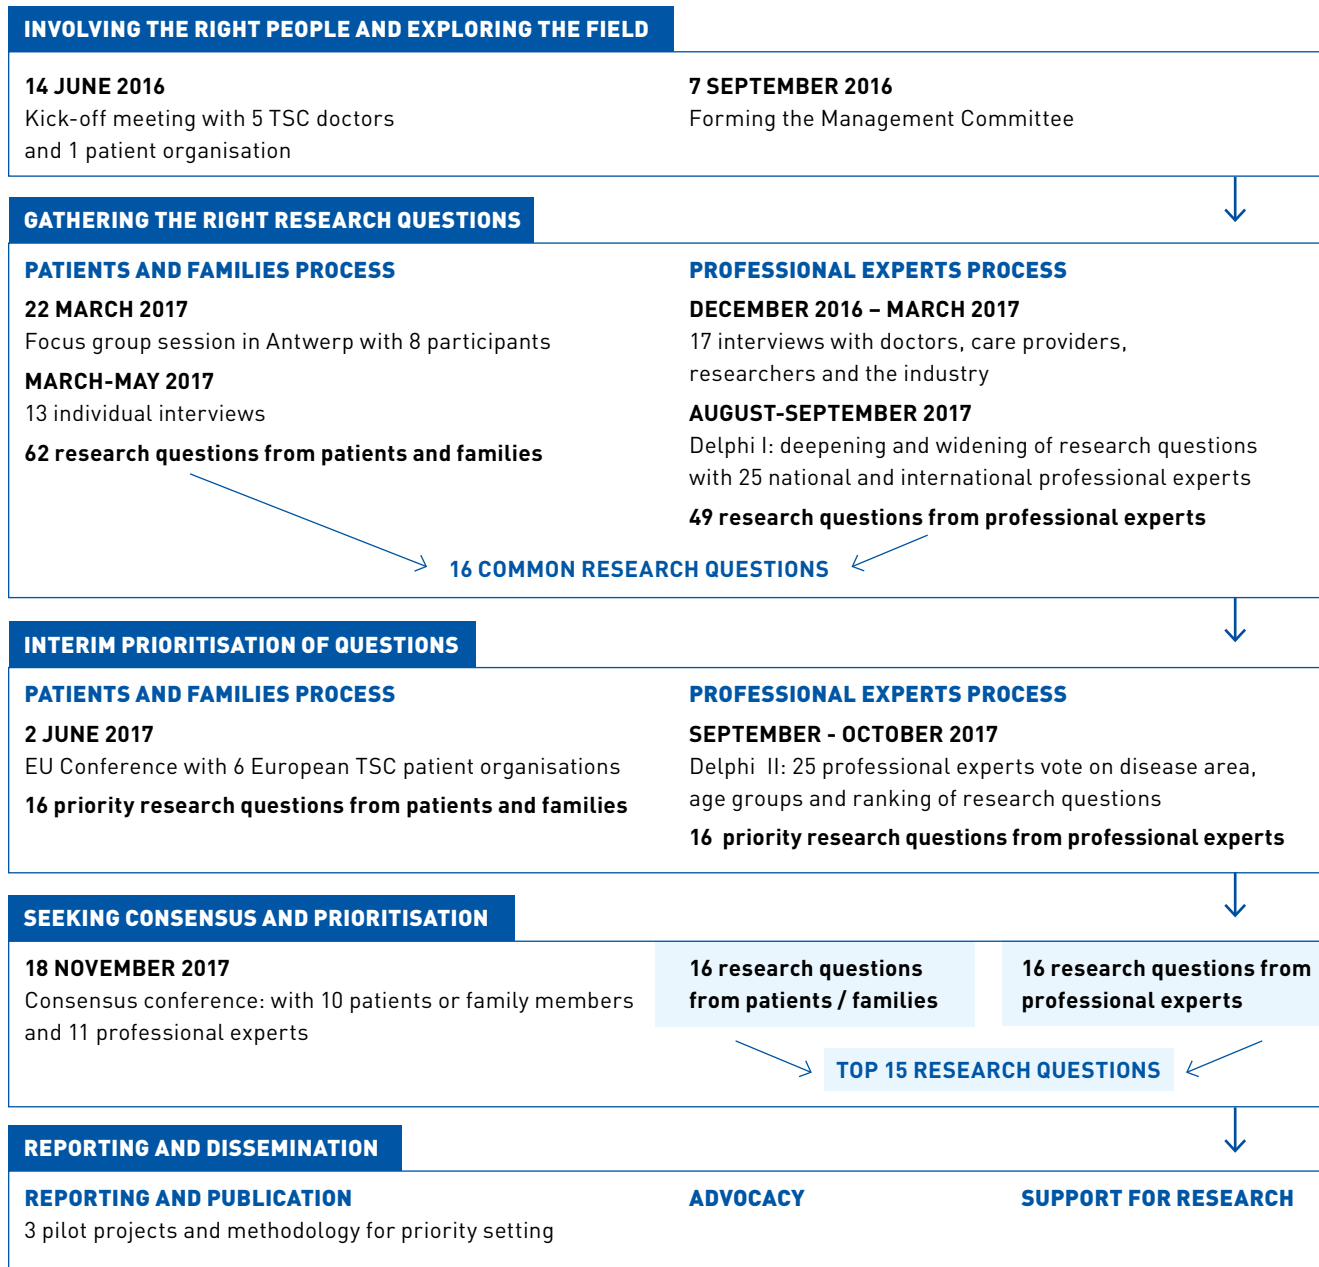 INVOLVING THE RIGHT PEOPLE AND EXPLORING THE FIELD
14 JUNE 2016
Kick-off meeting with 5 TSC doctors
and 1 patient organisation
7 SEPTEMBER 2016
Forming the Management Committee
GATHERING THE RIGHT RESEARCH QUESTIONS
PATIENTS AND FAMILIES PROCESS
22 MARCH 2017
Focus group session in Antwerp with 8 participants
MARCH-MAY 2017
13 individual interviews
62 research questions from patients and families
PROFESSIONAL EXPERTS PROCESS
DECEMBER 2016 – MARCH 2017
17 interviews with doctors, care providers,
researchers and the industry
AUGUST-SEPTEMBER 2017
Delphi I: deepening and widening of research questions
with 25 national and international professional experts
49 research questions from professional experts
16 COMMON RESEARCH QUESTIONS
INTERIM PRIORITISATION OF QUESTIONS
PATIENTS AND FAMILIES PROCESS
2 JUNE 2017
EU Conference with 6 European TSC patient organisations
16 priority research questions from patients and families
PROFESSIONAL EXPERTS PROCESS
SEPTEMBER - OCTOBER 2017
Delphi II: 25 professional experts vote on disease area,
age groups and ranking of research questions
16 priority research questions from professional experts
SEEKING CONSENSUS AND PRIORITISATION
18 NOVEMBER 2017
Consensus conference: with 10 patients or family members
and 11 professional experts
16 research questions
from patients / families
16 research questions from
professional experts
TOP 15 RESEARCH QUESTIONS
REPORTING AND DISSEMINATION
REPORTING AND PUBLICATION
3 pilot projects and methodology for priority setting
ADVOCACY
SUPPORT FOR RESEARCH